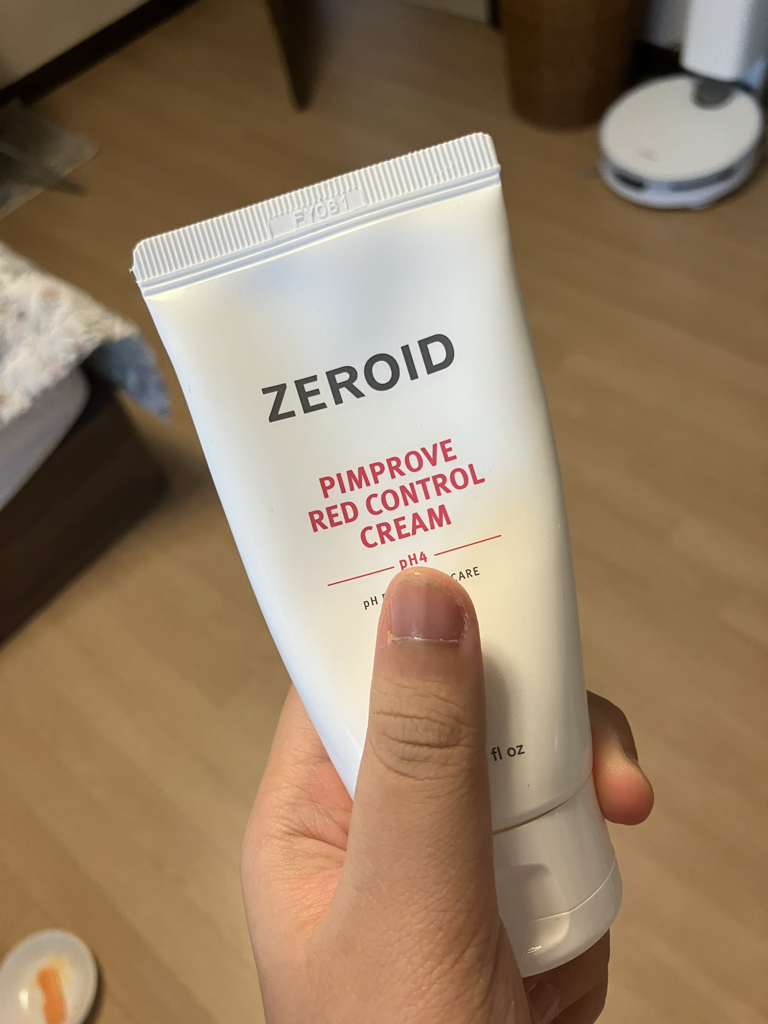 FY081
ZEROID
PIMPROVE
RED CONTROL
CREAM
pH4
pH CARE
fl oz